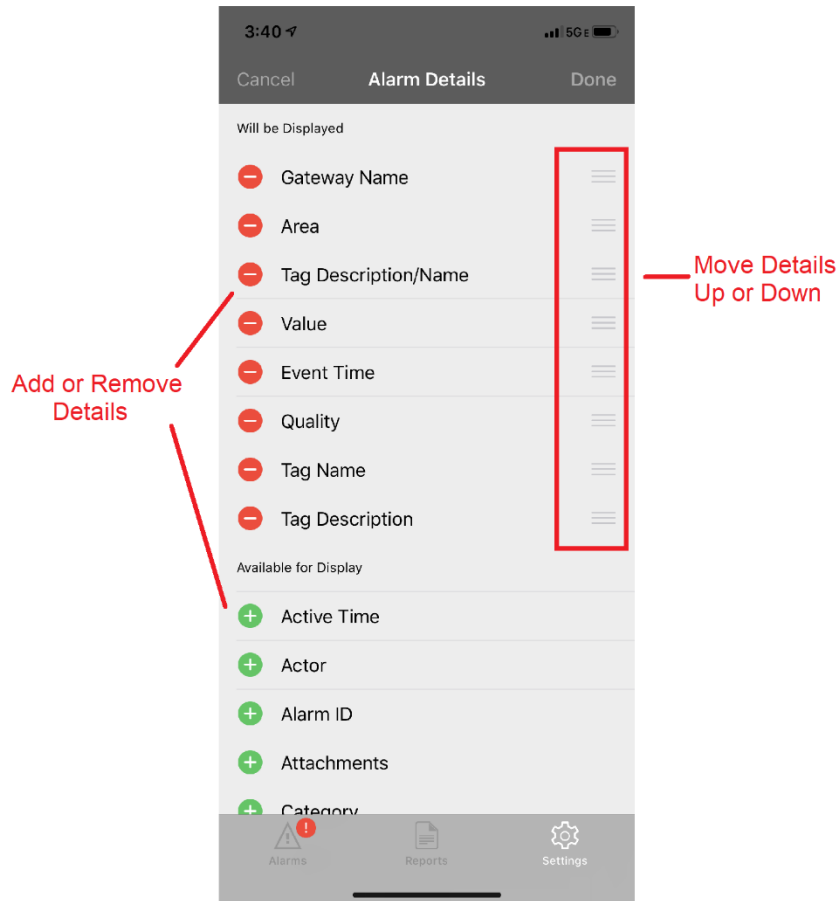 3:40
5G E
Cancel
Alarm Details
Done
Will be Displayed
Gateway Name
Area
Tag Description/Name
Value
Event Time
Quality
Tag Name
Tag Description
Move Details
Up or Down
Add or Remove
Details
Available for Display
Active Time
Actor
Alarm ID
Attachments
Category
!
Alarms
Reports
Settings